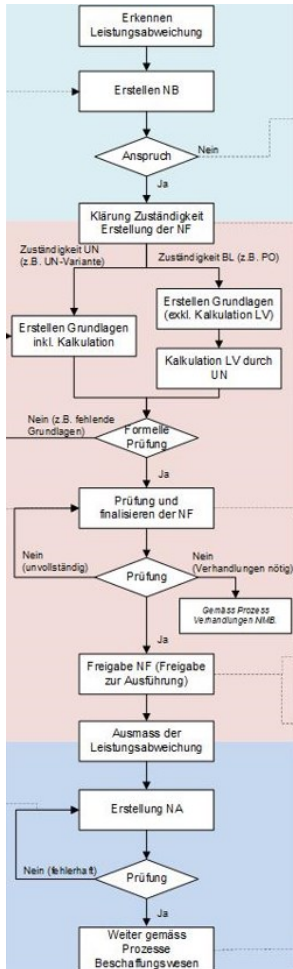 Erkennen
Leistungsabweichung
Erstellen NB
Anspruch
Nein
Ja
Klärung Zuständigkeit
Erstellung der NF
Zuständigkeit UN
(z.B. UN-Variante)
Zuständigkeit BL (z.B. PO)
Erstellen Grundlagen
inkl. Kalkulation
Erstellen Grundlagen
(exkl. Kalkulation LV)
Kalkulation LV durch
UN
Nein (z.B. fehlende
Grundlagen)
Formelle
Prüfung
Ja
Prüfung und
finalisieren der NF
Nein
(unvollständig)
Nein
(Verhandlungen nötig)
Prüfung
Gemäss Prozess
Verhandlungen NMB.
Ja
Freigabe NF (Freigabe
zur Ausführung)
Ausmass der
Leistungsabweichung
Erstellung NA
Nein (fehlerhaft)
Prüfung
Ja
Weiter gemäss
Prozesse
Beschaffungswesen